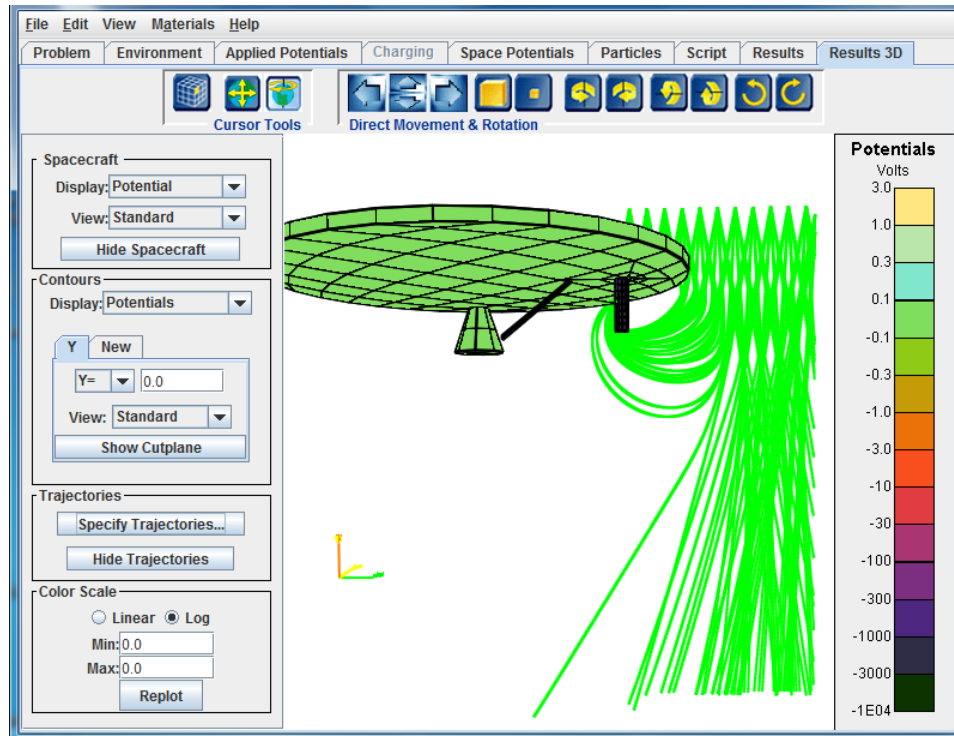 File Edit View Materials Help
Problem Environment Applied Potentials Charging Space Potentials Particles Script Results Results 3D
Cursor Tools
Direct Movement & Rotation
Spacecraft
Display: Potential
View: Standard
Hide Spacecraft
Contours
Display: Potentials
Y New
Y= 0.0
View: Standard
Show Cutplane
Trajectories
Specify Trajectories...
Hide Trajectories
Color Scale
Linear Log
Min: 0.0
Max: 0.0
Replot
Potentials
Volts
3.0
1.0
0.3
0.1
-0.1
-0.3
-1.0
-3.0
-10
-30
-100
-300
-1000
-3000
-1E04